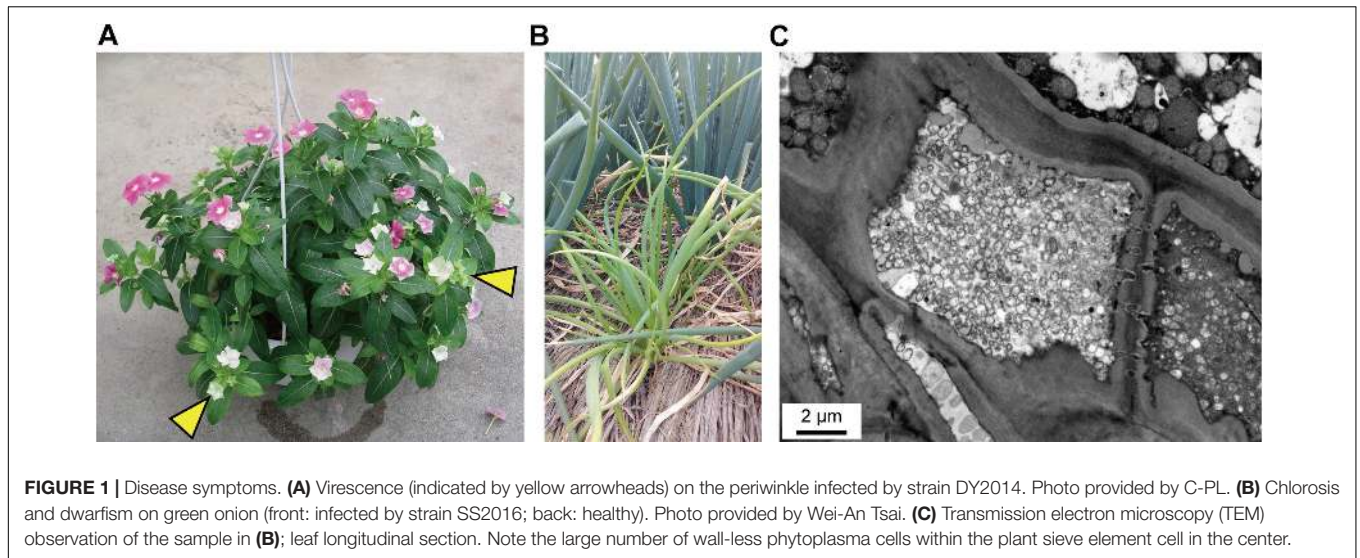 A
B
C
2 µm
FIGURE 1 | Disease symptoms. (A) Virescence (indicated by yellow arrowheads) on the periwinkle infected by strain DY2014. Photo provided by C-PL. (B) Chlorosis
and dwarfism on green onion (front: infected by strain SS2016; back: healthy). Photo provided by Wei-An Tsai. (C) Transmission electron microscopy (TEM)
observation of the sample in (B); leaf longitudinal section. Note the large number of wall-less phytoplasma cells within the plant sieve element cell in the center.